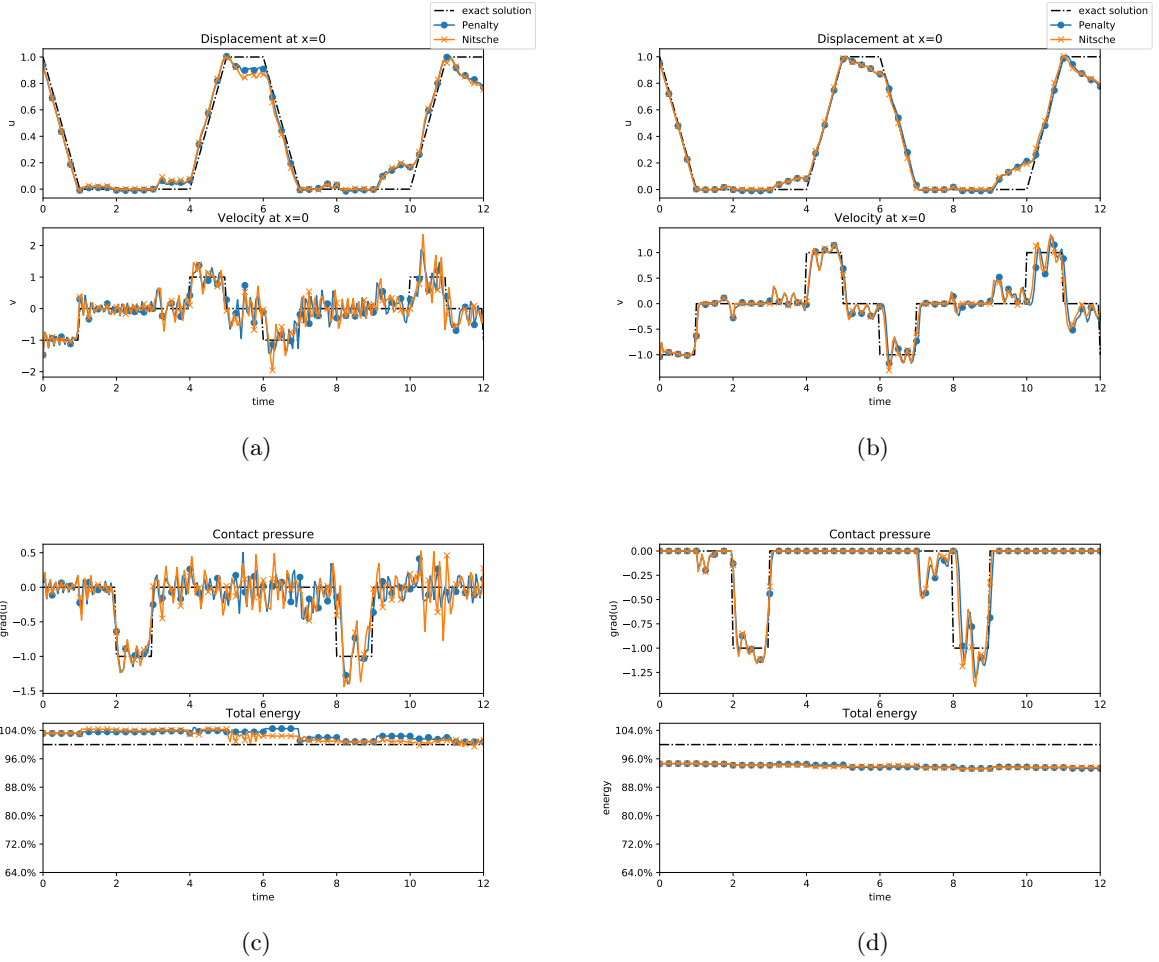 exact solution
Penalty
Nitsche
Displacement at x=0
u
1.0
0.8
0.6
0.4
0.2
0.0
0 2 4 6 8 10 12
Velocity at x=0
v
2
1
0
−1
−2
0 2 4 6 8 10 12
time
(a)
exact solution
Penalty
Nitsche
Displacement at x=0
u
1.0
0.8
0.6
0.4
0.2
0.0
0 2 4 6 8 10 12
Velocity at x=0
v
1.0
0.5
0.0
−0.5
−1.0
0 2 4 6 8 10 12
time
(b)
Contact pressure
grad(u)
0.5
0.0
−0.5
−1.0
−1.5
0 2 4 6 8 10 12
Total energy
104.0%
96.0%
88.0%
80.0%
72.0%
64.0%
0 2 4 6 8 10 12
time
(c)
Contact pressure
grad(u)
0.00
−0.25
−0.50
−0.75
−1.00
−1.25
0 2 4 6 8 10 12
Total energy
energy
104.0%
96.0%
88.0%
80.0%
72.0%
64.0%
0 2 4 6 8 10 12
time
(d)